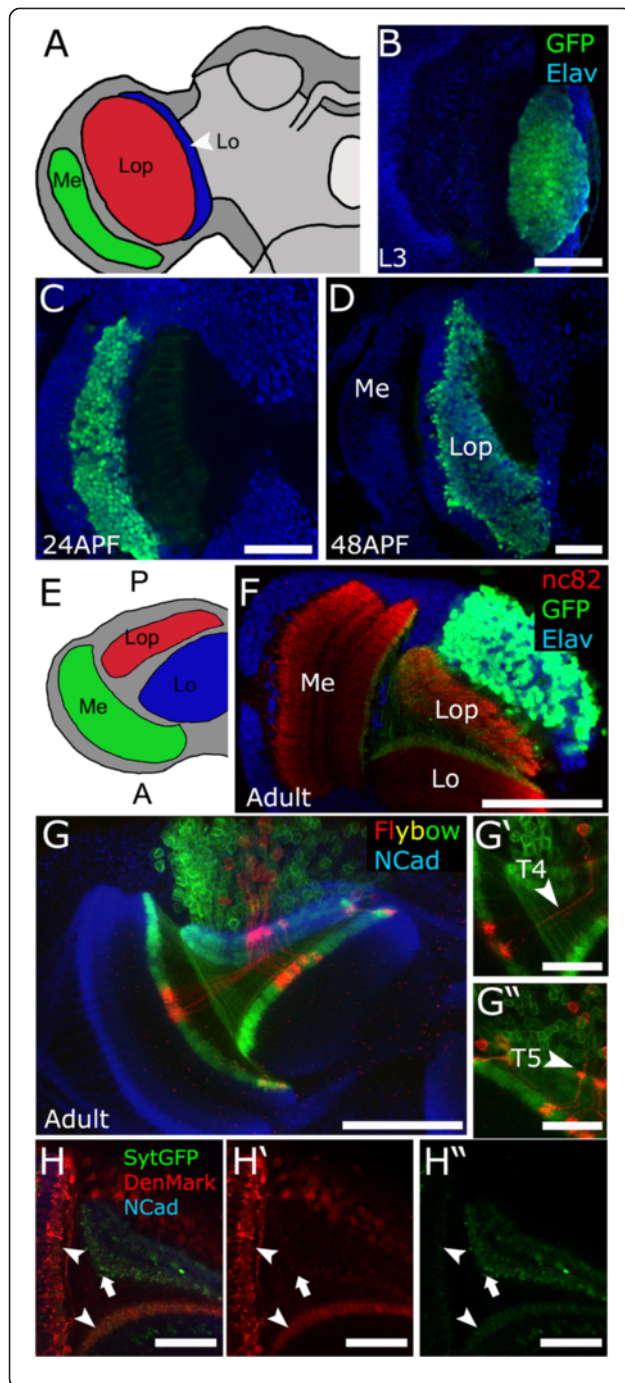 A
Me
Lop
Lo
B
GFP
Elav
L3
C
24APF
D
Me
Lop
48APF
E
P
Lop
Me
Lo
A
F
nc82
GFP
Elav
Me
Lop
Lo
Adult
G
Flybow
NCad
Adult
G'
T4
G"
T5
H
SytGFP
DenMark
NCad
H'
H"